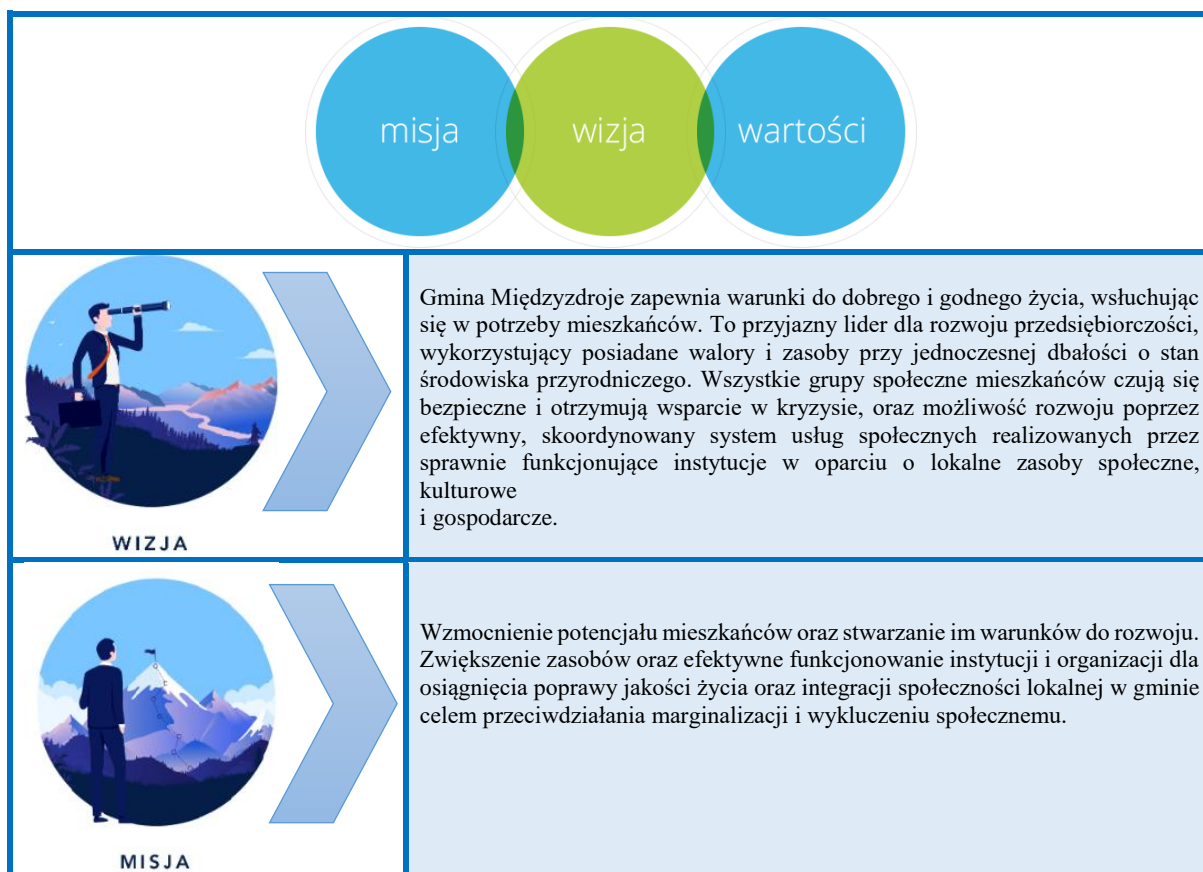 misja
wizja
wartości
Gmina Międzyzdroje zapewnia warunki do dobrego i godnego życia, wsłuchując
się w potrzeby mieszkańców. To przyjazny lider dla rozwoju przedsiębiorczości,
wykorzystujący posiadane walory i zasoby przy jednoczesnej dbałości o stan
środowiska przyrodniczego. Wszystkie grupy społeczne mieszkańców czują się
bezpieczne i otrzymują wsparcie w kryzysie, oraz możliwość rozwoju poprzez
efektywny, skoordynowany system usług społecznych realizowanych przez
sprawnie funkcjonujące instytucje w oparciu o lokalne zasoby społeczne,
kulturowe
i gospodarcze.
WIZJA
Wzmocnienie potencjału mieszkańców oraz stwarzanie im warunków do rozwoju.
Zwiększenie zasobów oraz efektywne funkcjonowanie instytucji i organizacji dla
osiągnięcia poprawy jakości życia oraz integracji społeczności lokalnej w gminie
celem przeciwdziałania marginalizacji i wykluczeniu społecznemu.
MISJA